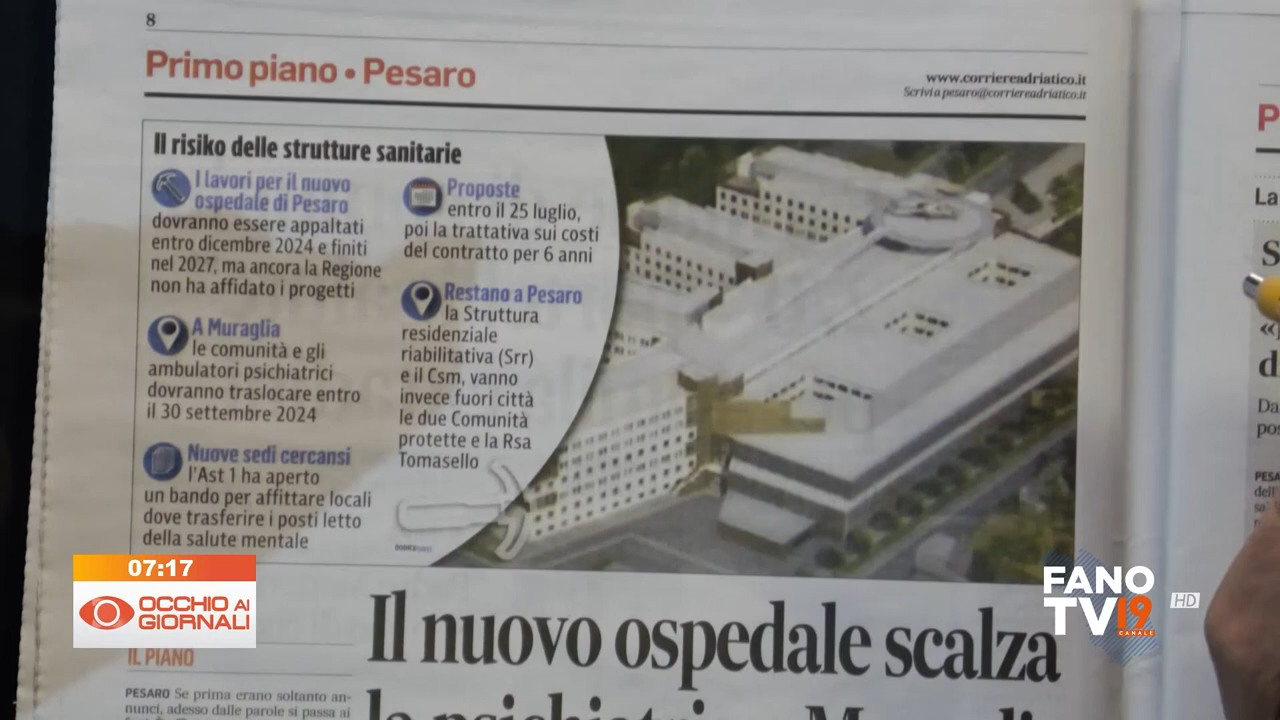 8
Primo piano • Pesaro
www.corriereadriatico.it
Scrivi a pesaro@corriereadriatico.it
Il risiko delle strutture sanitarie
I lavori per il nuovo
ospedale di Pesaro
dovranno essere appaltati
entro dicembre 2024 e finiti
nel 2027, ma ancora la Regione
non ha affidato i progetti
A Muraglia
le comunità e gli
ambulatori psichiatrici
dovranno traslocare entro
il 30 settembre 2024
Nuove sedi cercansi
l'Ast 1 ha aperto
un bando per affittare locali
dove trasferire i posti letto
della salute mentale
Proposte
entro il 25 luglio,
poi la trattativa sui costi
del contratto per 6 anni
Restano a Pesaro
la Struttura
residenziale
riabilitativa (Srr)
e il Csm, vanno
invece fuori città
le due Comunità
protette e la Rsa
Tomasello
Il nuovo ospedale scalza
IL PIANO
PESARO Se prima erano soltanto an-
nunci, adesso dalle parole si passa ai
La
07:17
OCCHIO AI
GIORNALI
FANO
TV 19
CANALE
HD